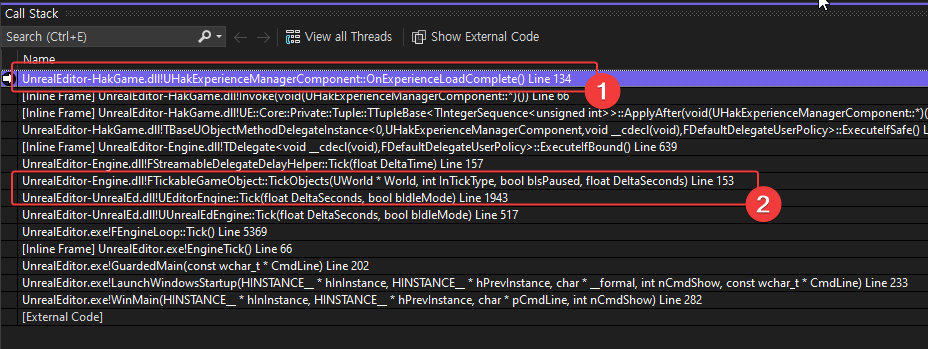 Call Stack
Search (Ctrl+E) View all Threads Show External Code
Name
UnrealEditor-HakGame.dll!UHakExperienceManagerComponent::OnExperienceLoadComplete() Line 134
1
[Inline Frame] UnrealEditor-HakGame.dll!Invoke(void(UHakExperienceManagerComponent::*)()) Line 66
[Inline Frame] UnrealEditor-HakGame.dll!UE::Core::Private::Tuple::TTupleBase<TIntegerSequence<unsigned int>>::ApplyAfter(void(UHakExperienceManagerComponent::*)(
UnrealEditor-HakGame.dll!TBaseUObjectMethodDelegateInstance<0,UHakExperienceManagerComponent,void __cdecl(void),FDefaultDelegateUserPolicy>::ExecuteIfSafe() L
[Inline Frame] UnrealEditor-Engine.dll!TDelegate<void __cdecl(void),FDefaultDelegateUserPolicy>::ExecuteIfBound() Line 639
UnrealEditor-Engine.dll!FStreamableDelegateDelayHelper::Tick(float DeltaTime) Line 157
UnrealEditor-Engine.dll!FTickableGameObject::TickObjects(UWorld * World, int InTickType, bool bIsPaused, float DeltaSeconds) Line 153
UnrealEditor-UnrealEd.dll!UEditorEngine::Tick(float DeltaSeconds, bool bIdleMode) Line 1943
2
UnrealEditor-UnrealEd.dll!UUnrealEdEngine::Tick(float DeltaSeconds, bool bIdleMode) Line 517
UnrealEditor.exe!FEngineLoop::Tick() Line 5369
[Inline Frame] UnrealEditor.exe!EngineTick() Line 66
UnrealEditor.exe!GuardedMain(const wchar_t * CmdLine) Line 202
UnrealEditor.exe!LaunchWindowsStartup(HINSTANCE__ * hInInstance, HINSTANCE__ * hPrevInstance, char * __formal, int nCmdShow, const wchar_t * CmdLine) Line 233
UnrealEditor.exe!WinMain(HINSTANCE__ * hInInstance, HINSTANCE__ * hPrevInstance, char * pCmdLine, int nCmdShow) Line 282
[External Code]